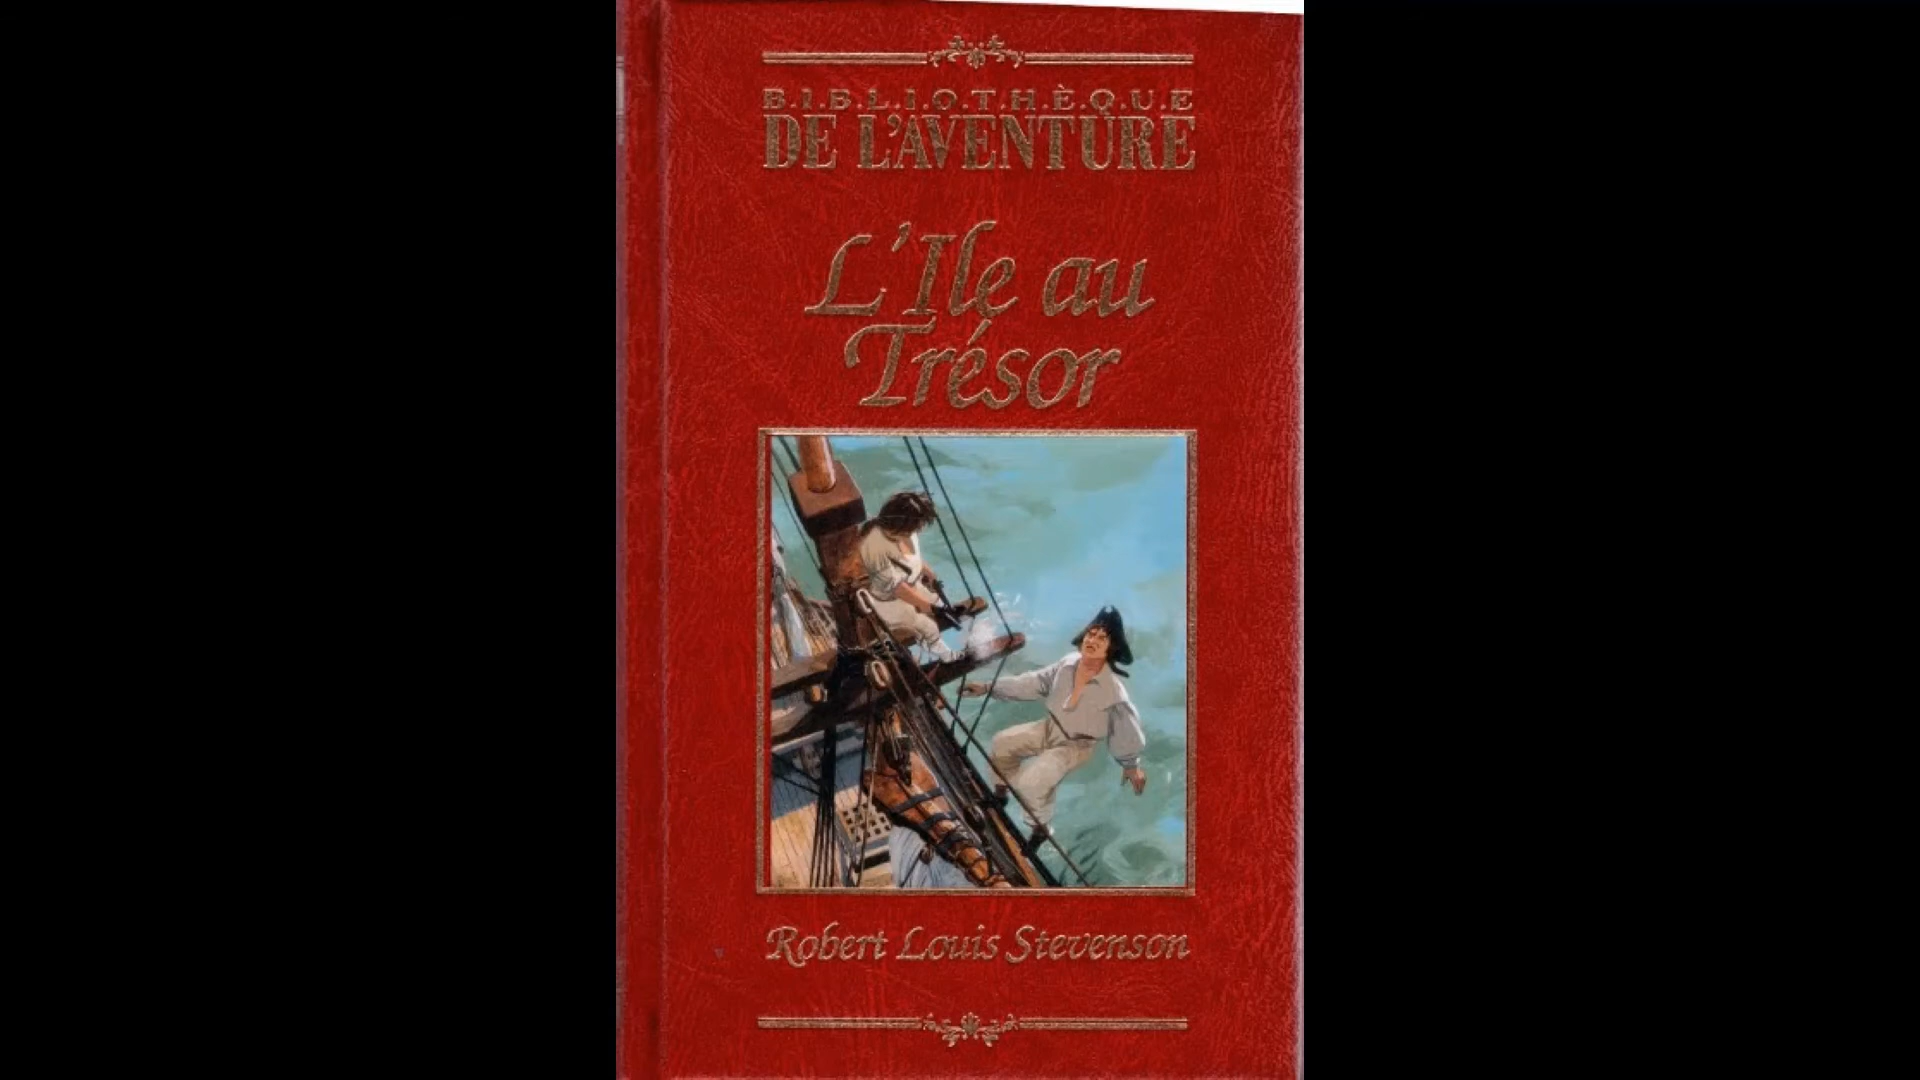 B.I.B.L.I.O.T.H.È.Q.U.E
DE L'AVENTURE
L'Ile au
Trésor
Robert Louis Stevenson